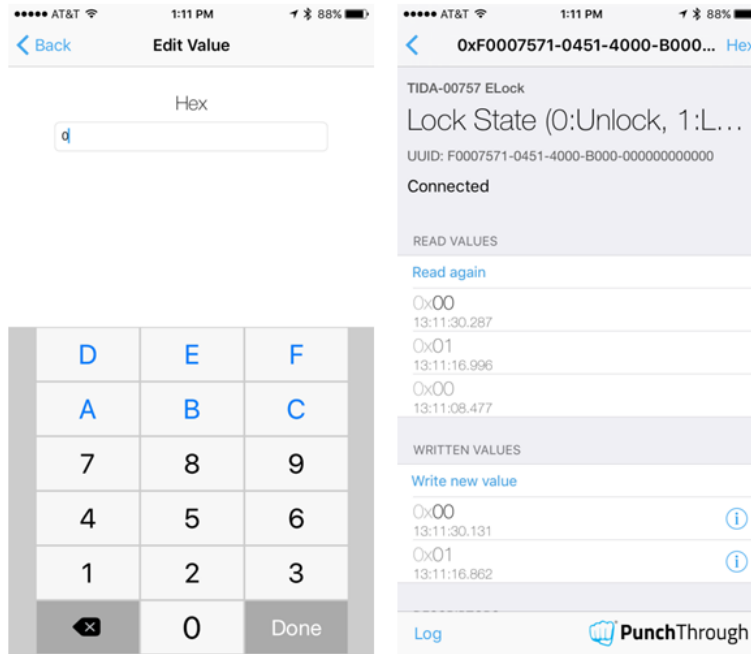 AT&T 1:11 PM 88%
Back Edit Value
Hex
0
D E F
A B C
7 8 9
4 5 6
1 2 3
0 Done
AT&T 1:11 PM 88%
0xF0007571-0451-4000-B000... Hex
TIDA-00757 ELock
Lock State (0:Unlock, 1:L...
UUID: F0007571-0451-4000-B000-000000000000
Connected
READ VALUES
Read again
0x00
13:11:30.287
0x01
13:11:16.996
0x00
13:11:08.477
WRITTEN VALUES
Write new value
0x00
13:11:30.131
0x01
13:11:16.862
Log PunchThrough